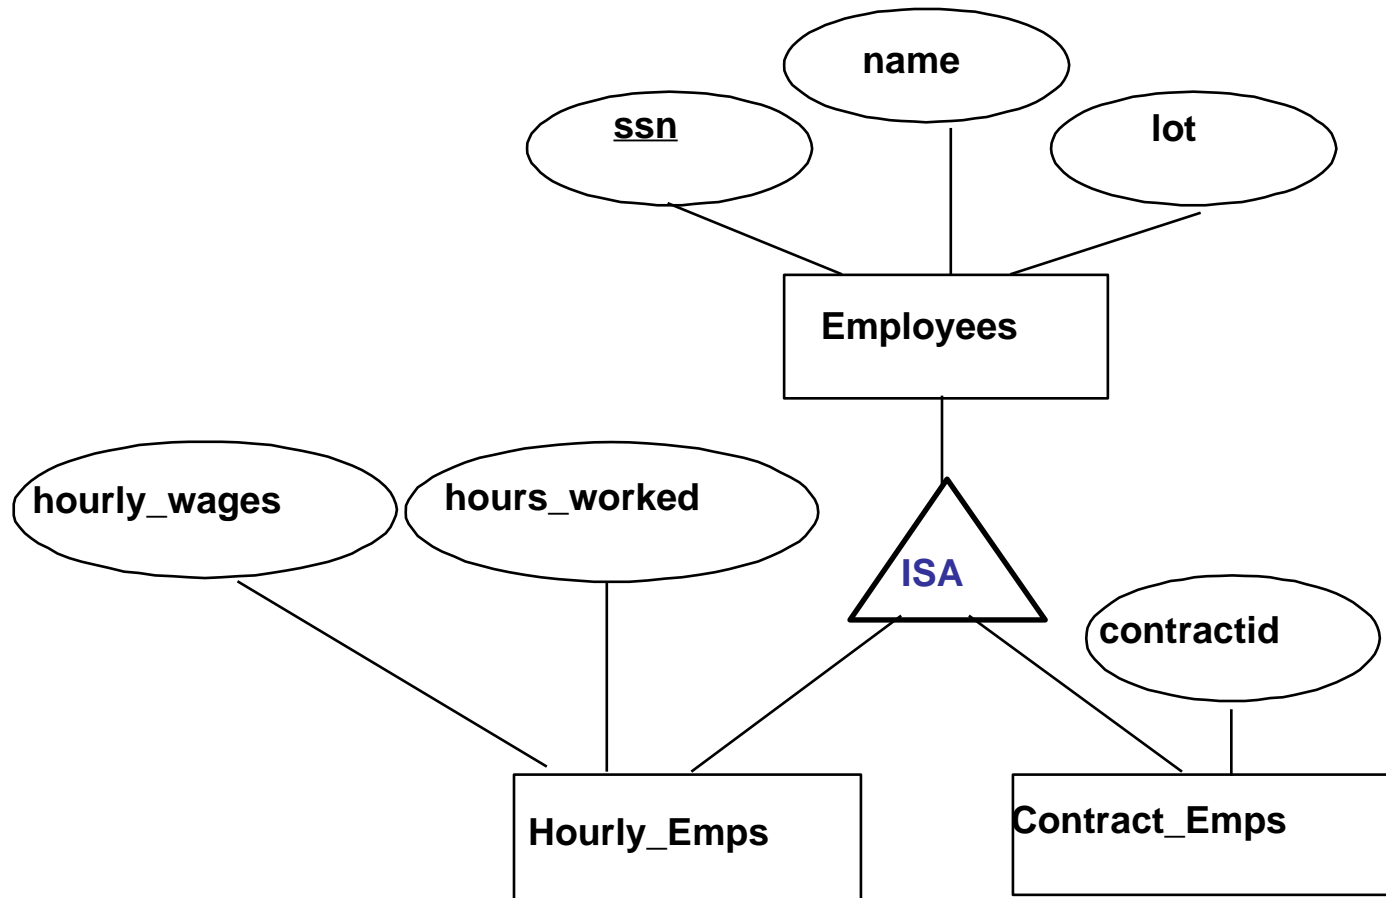 name
ssn
lot
Employees
hourly_wages
hours_worked
ISA
contractid
Hourly_Emps
Contract_Emps